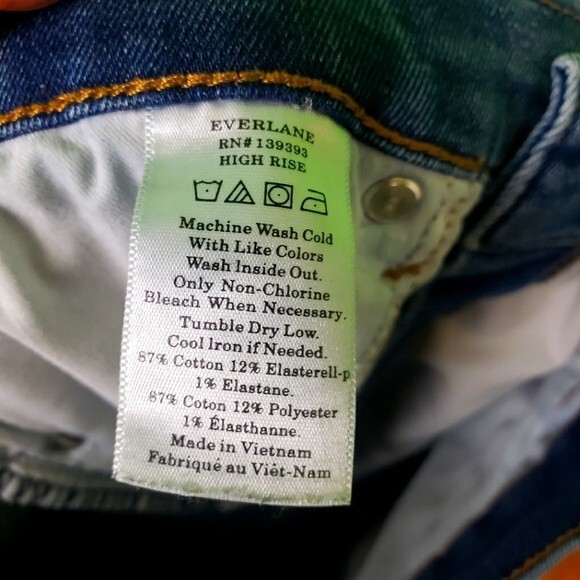 EVERLANE
RN# 139393
HIGH RISE
Machine Wash Cold
With Like Colors
Wash Inside Out.
Only Non-Chlorine
Bleach When Necessary.
Tumble Dry Low.
Cool Iron if Needed.
87% Cotton 12% Elasterell-p
1% Elastane.
87% Coton 12% Polyester
1% Élasthanne.
Made in Vietnam
Fabriqué au Viêt-Nam